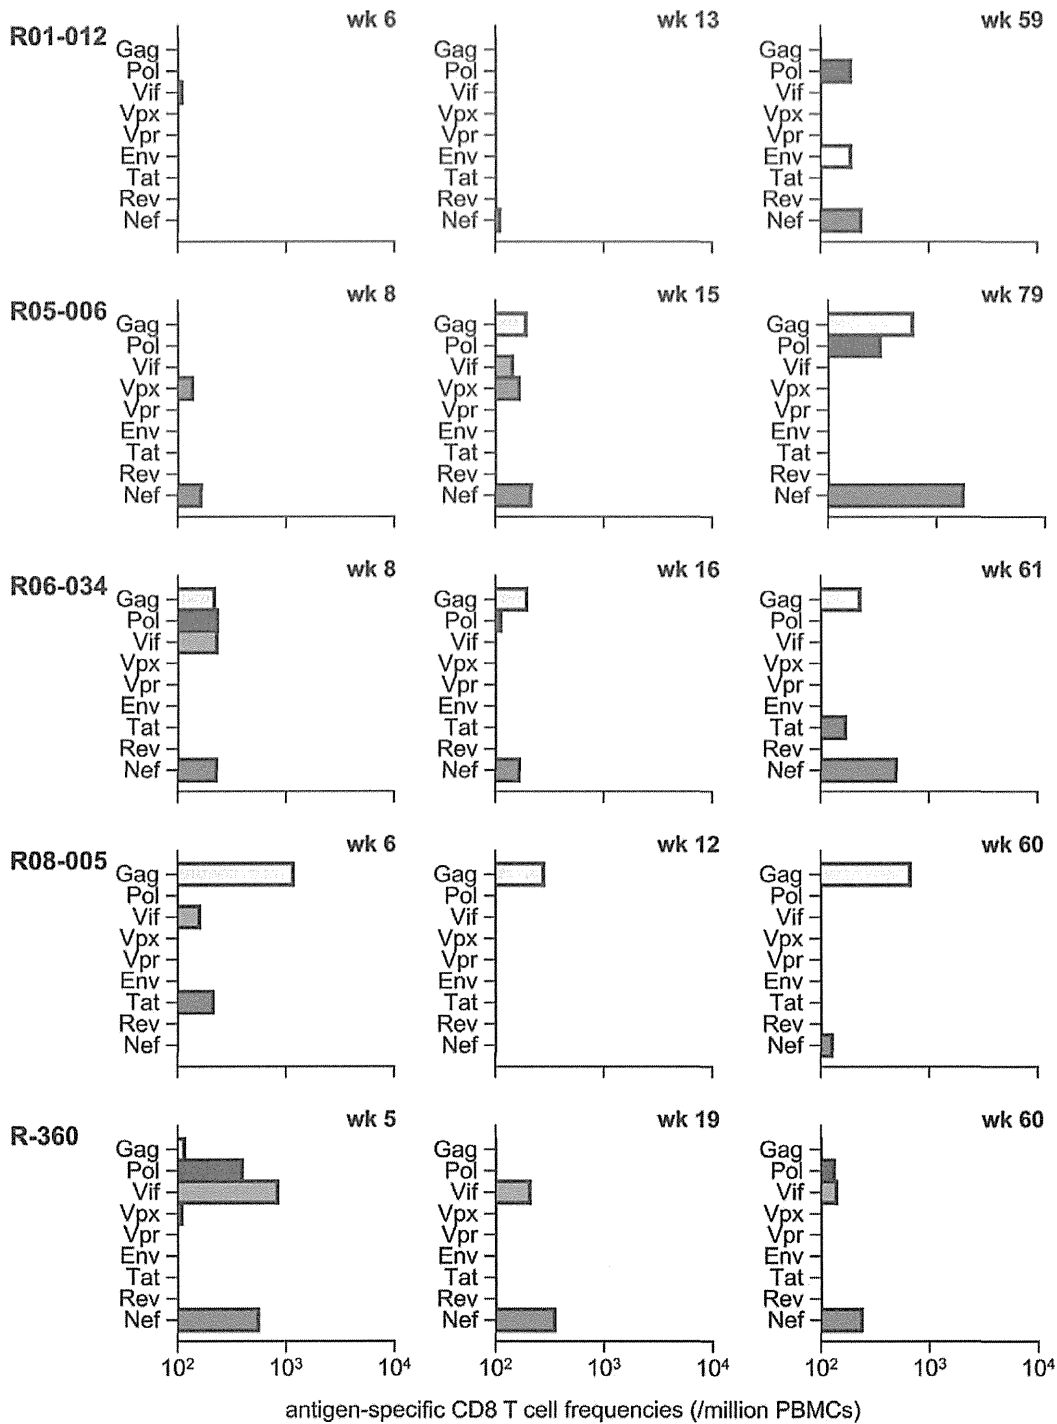 R01-012
wk 6
Gag
Pol
Vif
Vpx
Vpr
Env
Tat
Rev
Nef
wk 13
Gag
Pol
Vif
Vpx
Vpr
Env
Tat
Rev
Nef
wk 59
Gag
Pol
Vif
Vpx
Vpr
Env
Tat
Rev
Nef
R05-006
wk 8
Gag
Pol
Vif
Vpx
Vpr
Env
Tat
Rev
Nef
wk 15
Gag
Pol
Vif
Vpx
Vpr
Env
Tat
Rev
Nef
wk 79
Gag
Pol
Vif
Vpx
Vpr
Env
Tat
Rev
Nef
R06-034
wk 8
Gag
Pol
Vif
Vpx
Vpr
Env
Tat
Rev
Nef
wk 16
Gag
Pol
Vif
Vpx
Vpr
Env
Tat
Rev
Nef
wk 61
Gag
Pol
Vif
Vpx
Vpr
Env
Tat
Rev
Nef
R08-005
wk 6
Gag
Pol
Vif
Vpx
Vpr
Env
Tat
Rev
Nef
wk 12
Gag
Pol
Vif
Vpx
Vpr
Env
Tat
Rev
Nef
wk 60
Gag
Pol
Vif
Vpx
Vpr
Env
Tat
Rev
Nef
R-360
wk 5
Gag
Pol
Vif
Vpx
Vpr
Env
Tat
Rev
Nef
wk 19
Gag
Pol
Vif
Vpx
Vpr
Env
Tat
Rev
Nef
wk 60
Gag
Pol
Vif
Vpx
Vpr
Env
Tat
Rev
Nef
10² 10³ 10⁴ 10² 10³ 10⁴ 10² 10³ 10⁴
antigen-specific CD8 T cell frequencies (/million PBMCs)